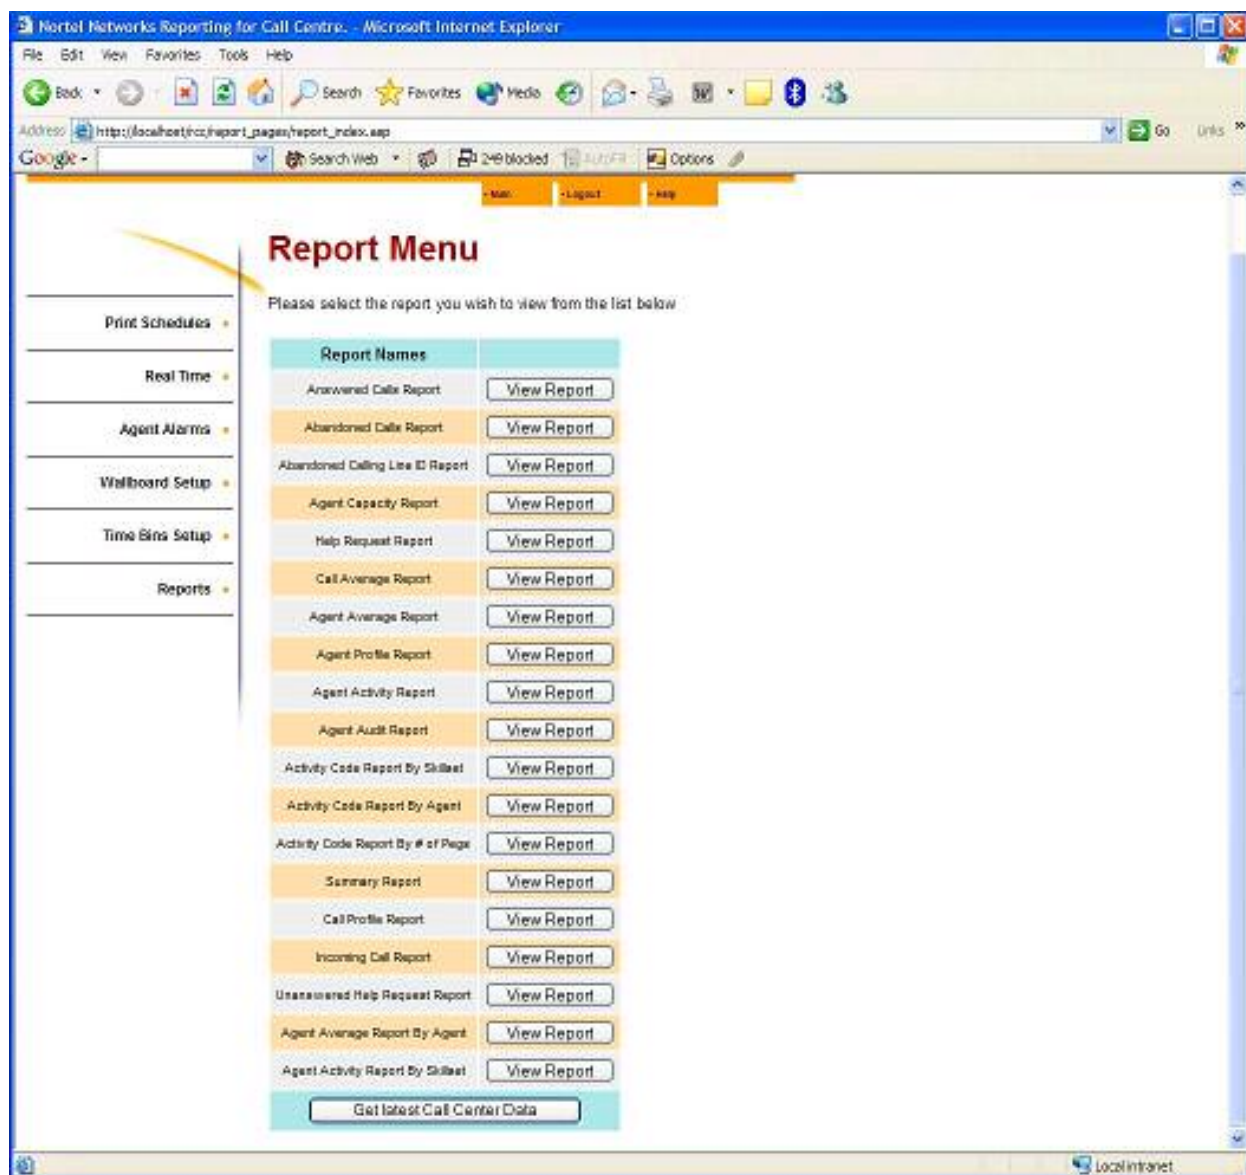 Nortel Networks Reporting for Call Centre. - Microsoft Internet Explorer
File Edit View Favorites Tools Help
Back Search Favorites Media
Address http://localhost/rcc/report_pages/report_index.asp Go Links »
Google - Search Web 249 blocked AutoFill Options
- Main - Logout - Help
Report Menu
Please select the report you wish to view from the list below
Print Schedules
Real Time
Agent Alarms
Wallboard Setup
Time Bins Setup
Reports
Report Names
Answered Calls Report View Report
Abandoned Calls Report View Report
Abandoned Calling Line ID Report View Report
Agent Capacity Report View Report
Help Request Report View Report
Call Average Report View Report
Agent Average Report View Report
Agent Profile Report View Report
Agent Activity Report View Report
Agent Audit Report View Report
Activity Code Report By Skillset View Report
Activity Code Report By Agent View Report
Activity Code Report By # of Pegs View Report
Summary Report View Report
Call Profile Report View Report
Incoming Call Report View Report
Unanswered Help Request Report View Report
Agent Average Report By Agent View Report
Agent Activity Report By Skillset View Report
Get latest Call Center Data
Local intranet